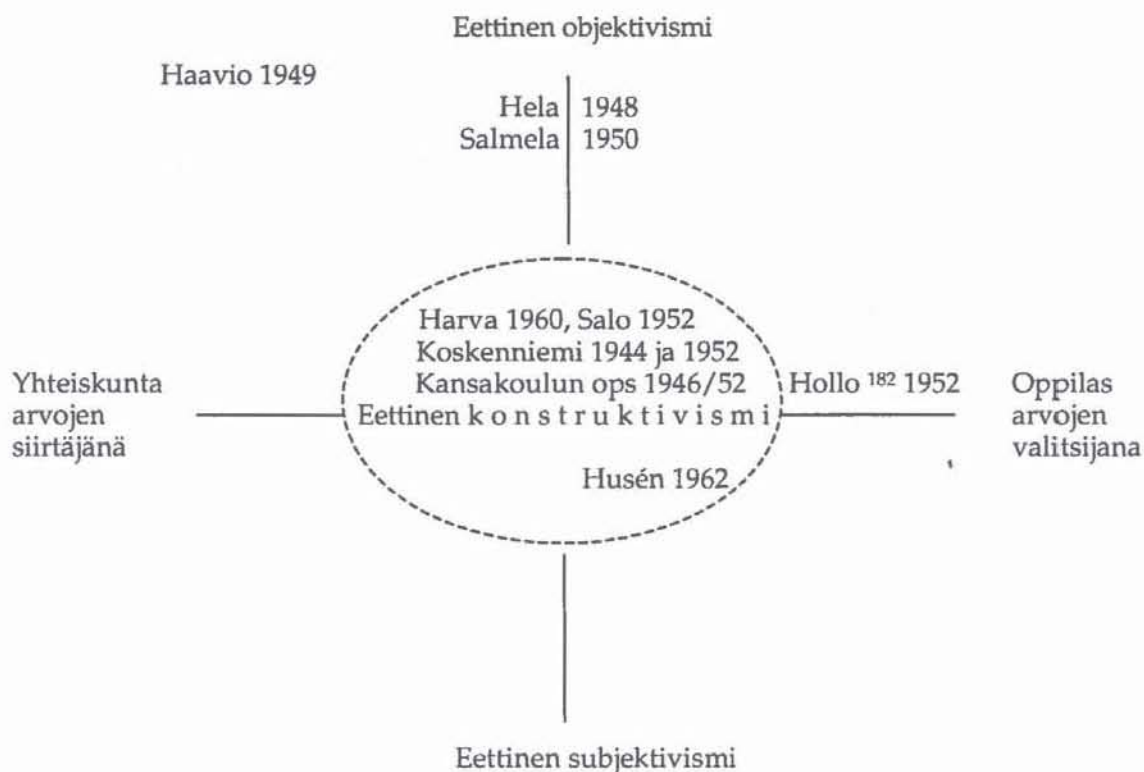 Eettinen objektivismi
Haavio 1949
Hela 1948
Salmela 1950
Harva 1960, Salo 1952
Koskenniemi 1944 ja 1952
Kansakoulun ops 1946/52
Eettinen k o n s t r u k t i v i s m i
Husén 1962
Yhteiskunta
arvojen
siirtäjänä
Hollo 182 1952
Oppilas
arvojen
valitsijana
Eettinen subjektivismi